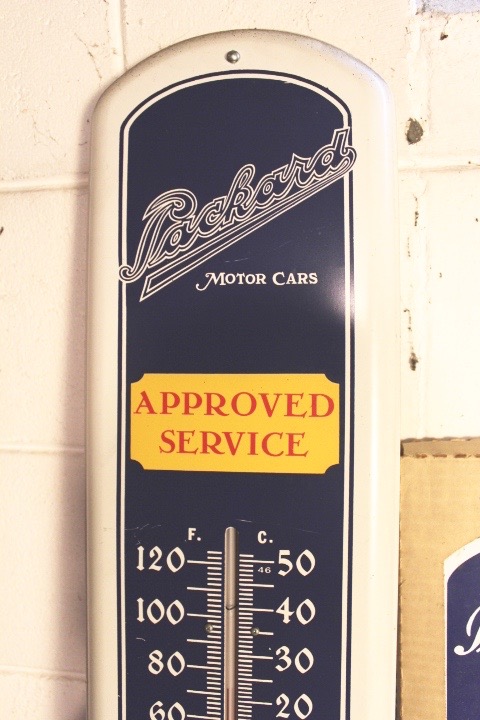 Packard
MOTOR CARS
APPROVED
SERVICE
F. C.
120 46 50
100 40
80 30
60 20